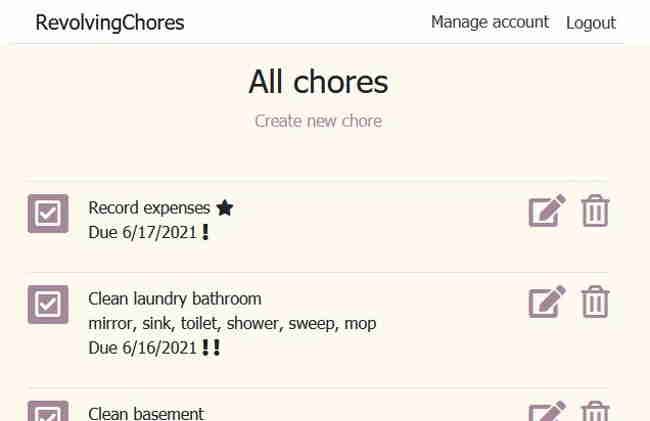 RevolvingChores
Manage account
Logout
All chores
Create new chore
Record expenses
Due 6/17/2021 !
Clean laundry bathroom
mirror, sink, toilet, shower, sweep, mop
Due 6/16/2021 !!
Clean basement